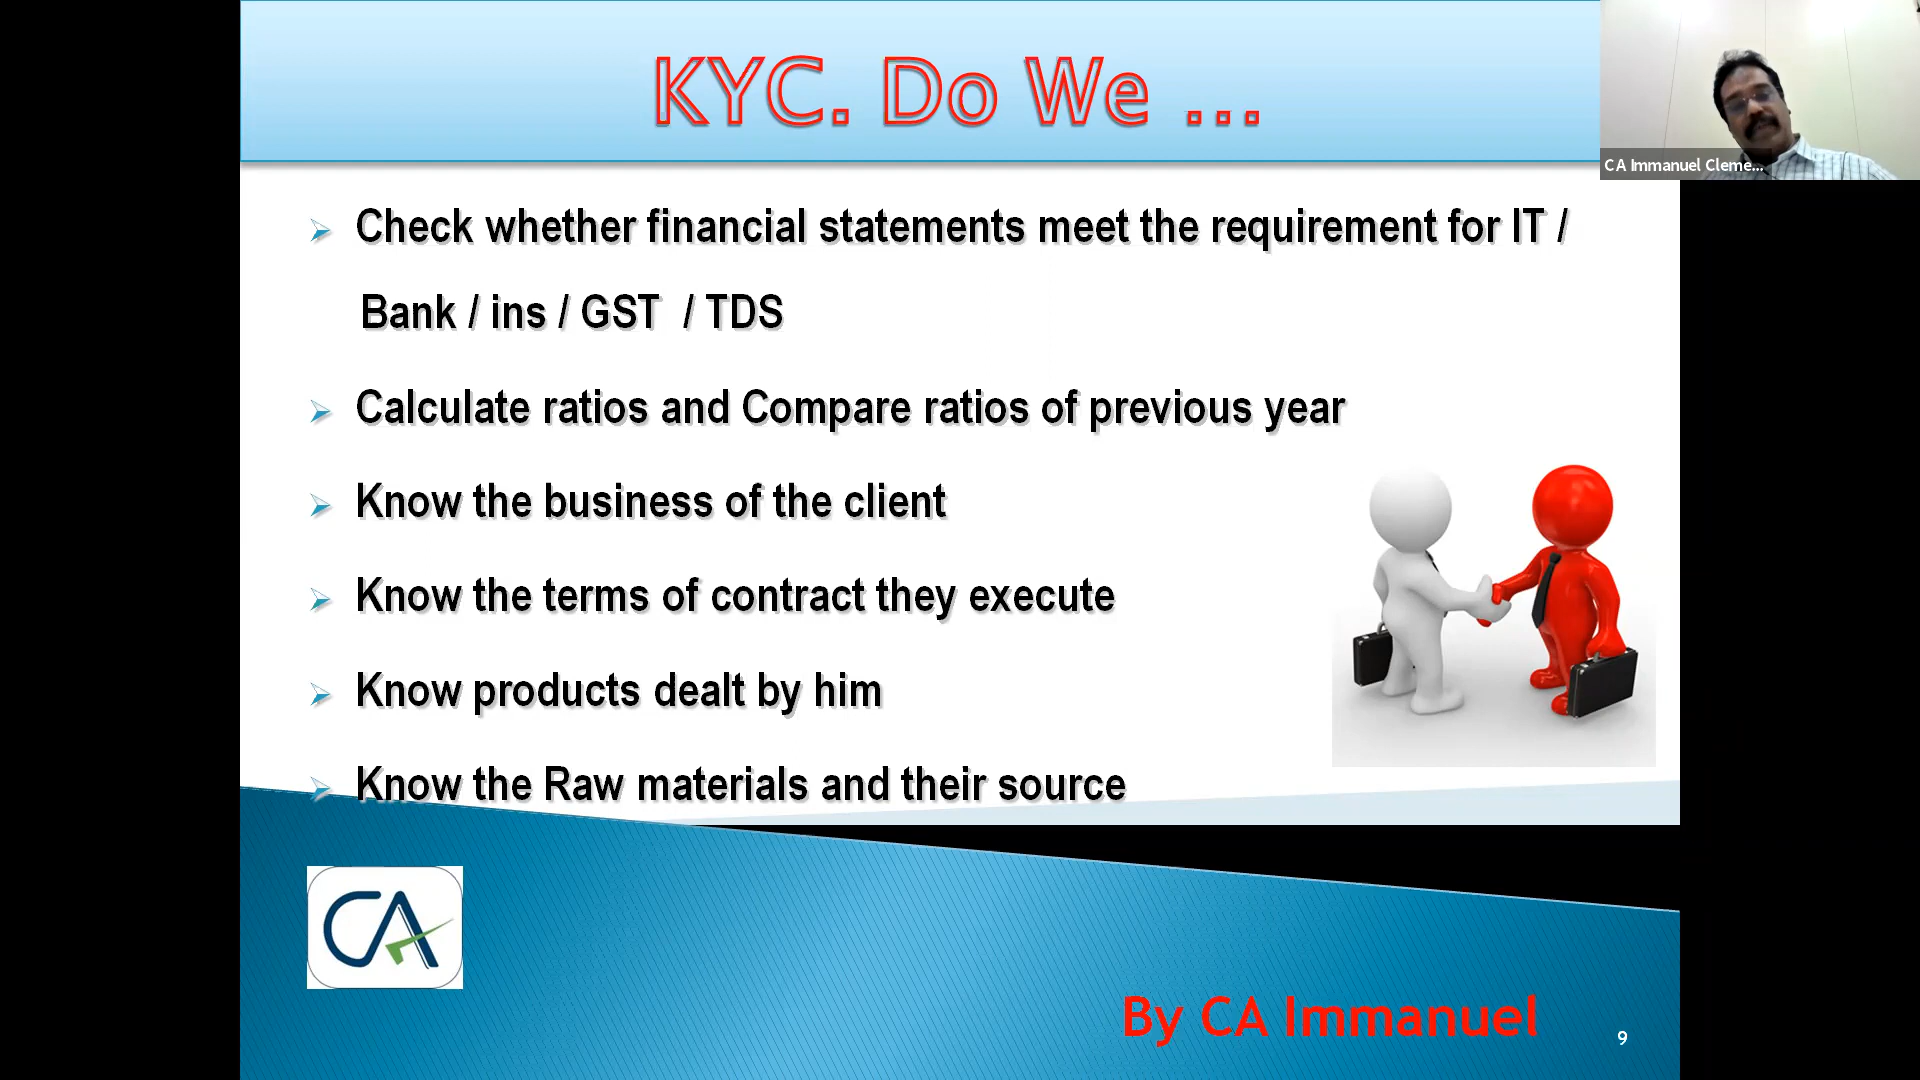 KYC. Do We ...
CA Immanuel Cleme...
Check whether financial statements meet the requirement for IT /
Bank / ins / GST / TDS
Calculate ratios and Compare ratios of previous year
Know the business of the client
Know the terms of contract they execute
Know products dealt by him
Know the Raw materials and their source
CA
By CA Immanuel
9